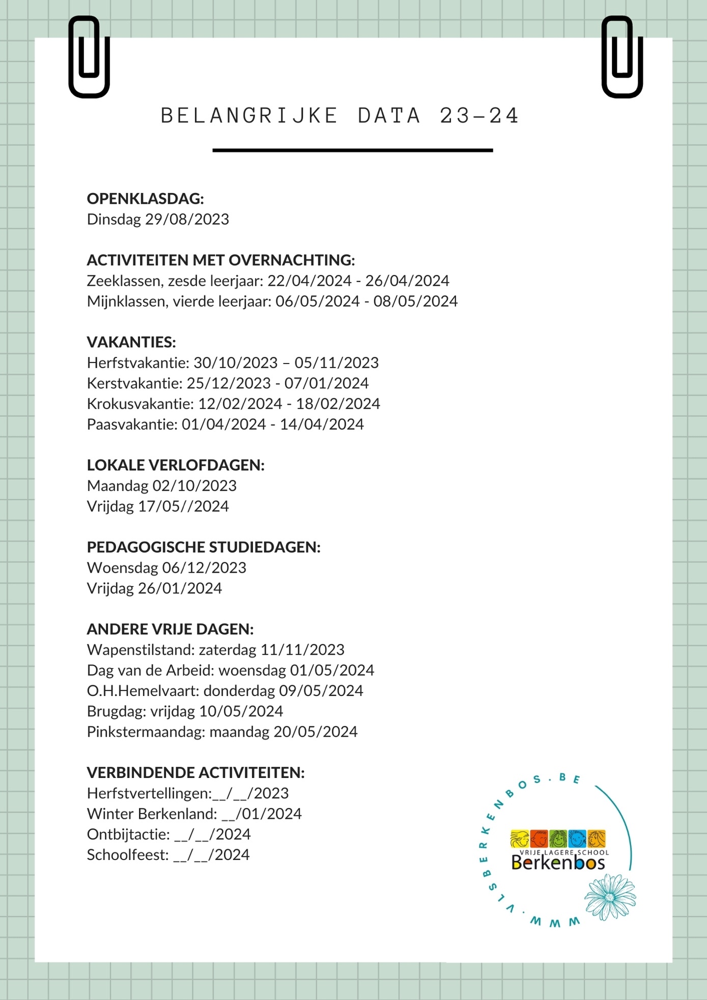 BELANGRIJKE DATA 23–24
OPENKLASDAG:
Dinsdag 29/08/2023
ACTIVITEITEN MET OVERNACHTING:
Zeeklassen, zesde leerjaar: 22/04/2024 - 26/04/2024
Mijnklassen, vierde leerjaar: 06/05/2024 - 08/05/2024
VAKANTIES:
Herfstvakantie: 30/10/2023 – 05/11/2023
Kerstvakantie: 25/12/2023 - 07/01/2024
Krokusvakantie: 12/02/2024 - 18/02/2024
Paasvakantie: 01/04/2024 - 14/04/2024
LOKALE VERLOFDAGEN:
Maandag 02/10/2023
Vrijdag 17/05//2024
PEDAGOGISCHE STUDIEDAGEN:
Woensdag 06/12/2023
Vrijdag 26/01/2024
ANDERE VRIJE DAGEN:
Wapenstilstand: zaterdag 11/11/2023
Dag van de Arbeid: woensdag 01/05/2024
O.H.Hemelvaart: donderdag 09/05/2024
Brugdag: vrijdag 10/05/2024
Pinkstermaandag: maandag 20/05/2024
VERBINDENDE ACTIVITEITEN:
Herfstvertellingen:__/__/2023
Winter Berkenland: __/01/2024
Ontbijtactie: __/__/2024
Schoolfeest: __/__/2024
WWW.VLSBERKENBOS.BE
VRIJE LAGERE SCHOOL
Berkenbos